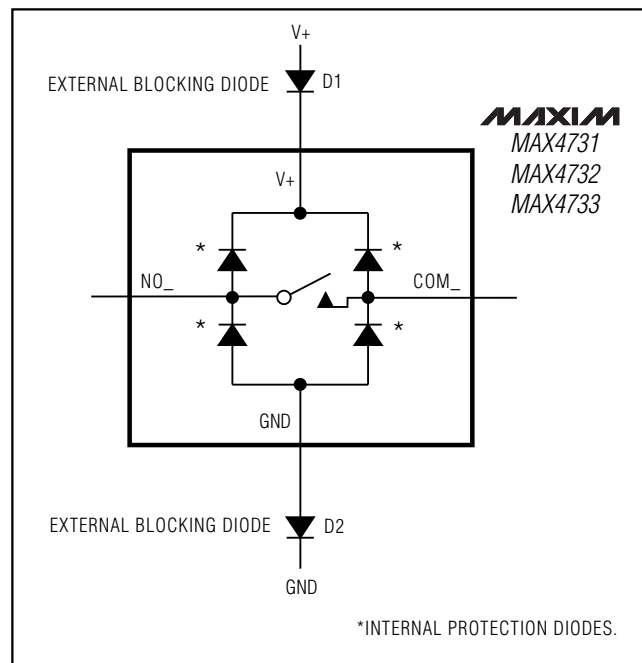 V+
EXTERNAL BLOCKING DIODE
D1
MAXIM
MAX4731
MAX4732
MAX4733
V+
*
*
NO_
COM_
*
*
GND
EXTERNAL BLOCKING DIODE
D2
GND
*INTERNAL PROTECTION DIODES.